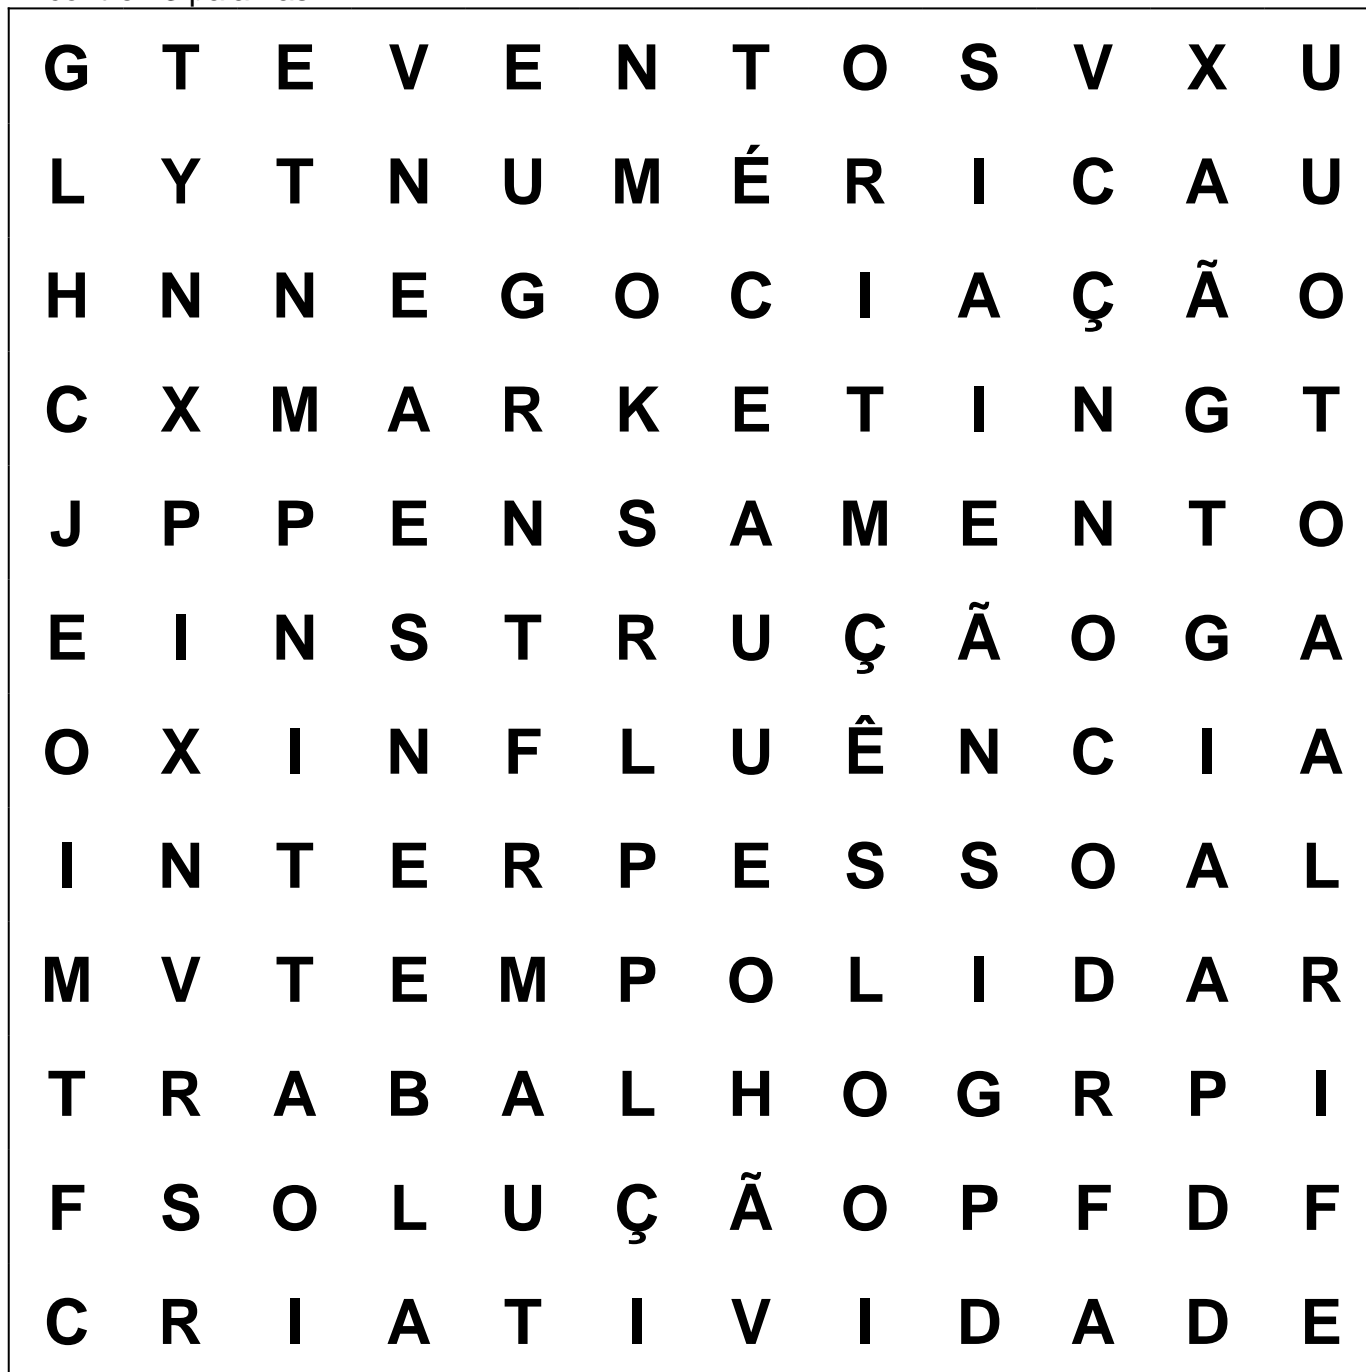 G T E V E N T O S V X U
L Y T N U M É R I C A U
H N N E G O C I A Ç Ã O
C X M A R K E T I N G T
J P P E N S A M E N T O
E I N S T R U Ç Ã O G A
O X I N F L U Ê N C I A
I N T E R P E S S O A L
M V T E M P O L I D A R
T R A B A L H O G R P I
F S O L U Ç Ã O P F D F
C R I A T I V I D A D E